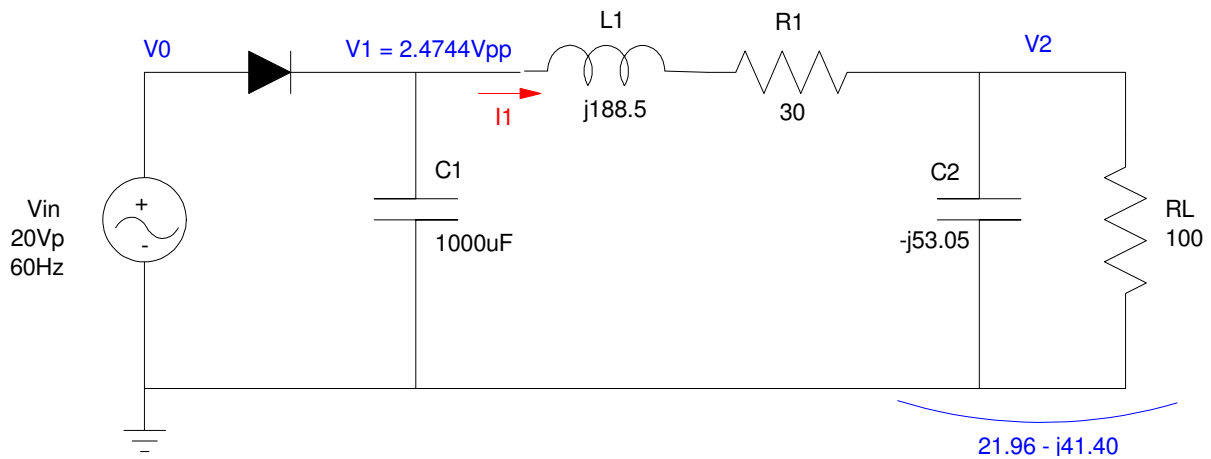 L1
R1
V0
V1 = 2.4744Vpp
V2
I1
j188.5
30
C1
C2
Vin
20Vp
60Hz
+
-
1000uF
-j53.05
RL
100
21.96 - j41.40